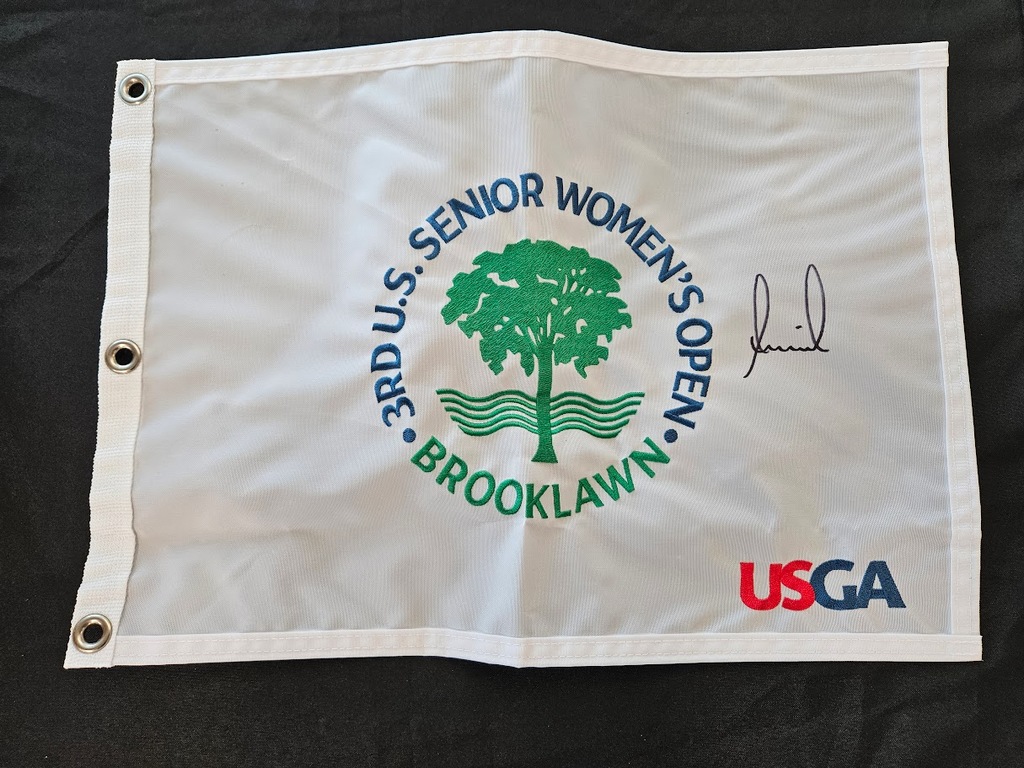 3RD U.S. SENIOR WOMEN'S OPEN
• BROOKLAWN •
USGA